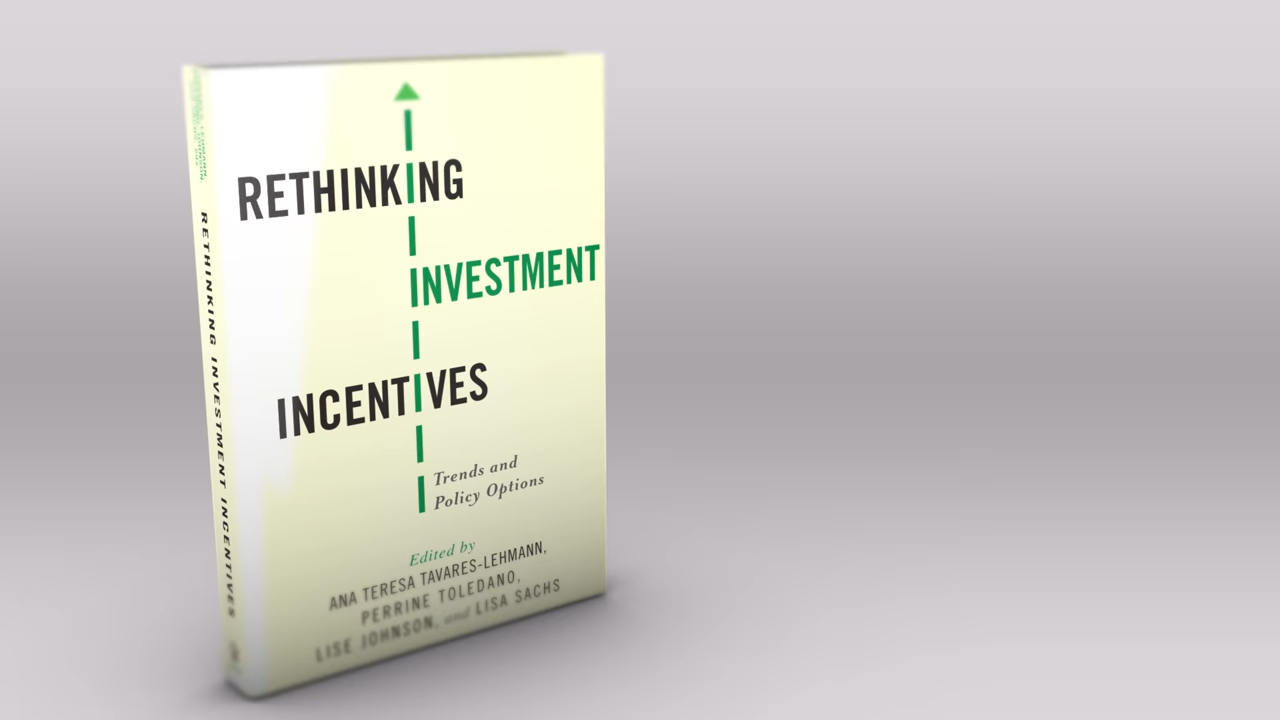 RETHINKING
INVESTMENT
INCENTIVES
Trends and
Policy Options
Edited by
ANA TERESA TAVARES-LEHMANN,
PERRINE TOLEDANO,
LISE JOHNSON, and LISA SACHS
RETHINKING INVESTMENT INCENTIVES